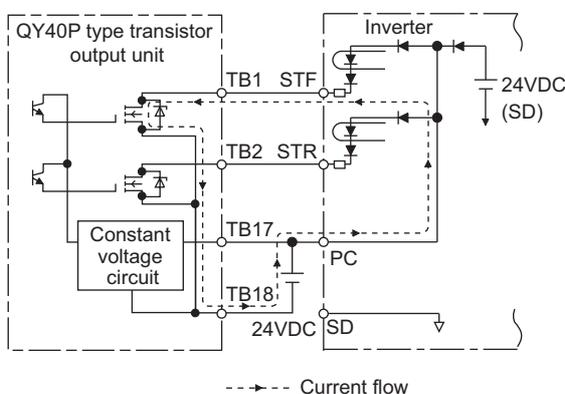 QY40P type transistor
output unit
Inverter
TB1 STF
24VDC
(SD)
TB2 STR
Constant
voltage
circuit
TB17
PC
TB18
24VDC
SD
Current flow